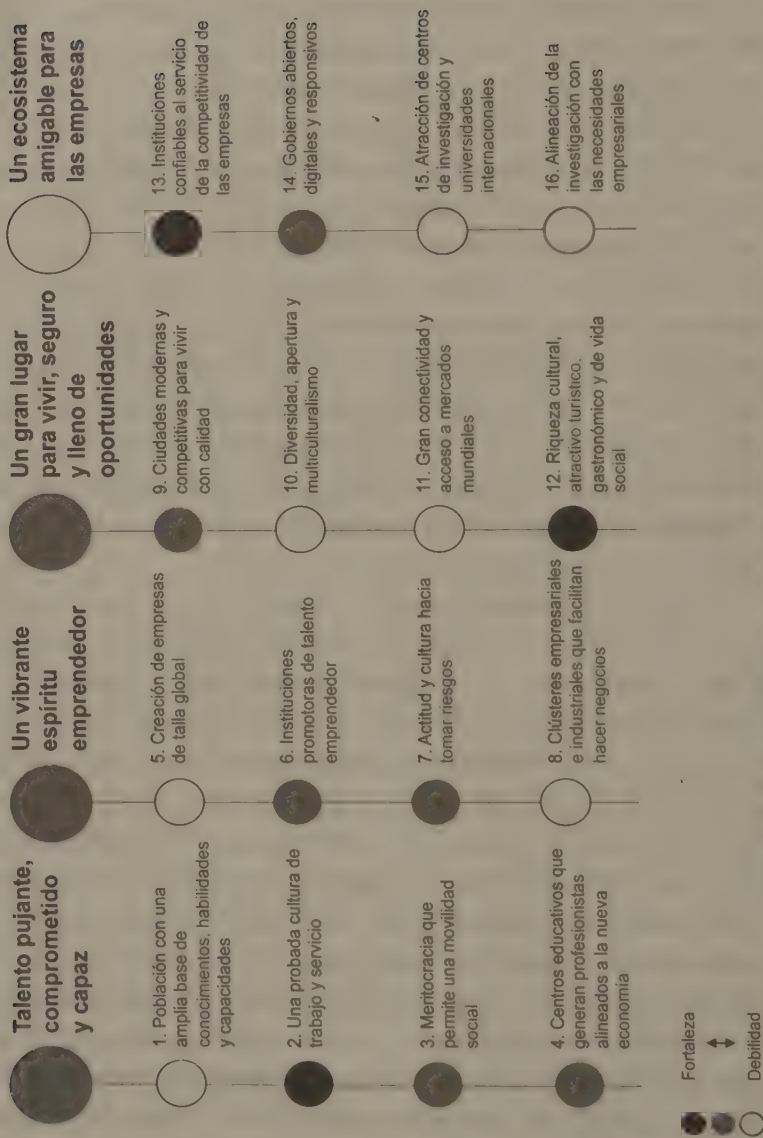 Talento pujante,
comprometido
y capaz
1. Población con una
amplia base de
conocimientos, habilidades
y capacidades
2. Una probada cultura de
trabajo y servicio
3. Meritocracia que
permite una movilidad
social
4. Centros educativos que
generan profesionistas
alineados a la nueva
economía
Un vibrante
espíritu
emprendedor
5. Creación de empresas
de talla global
6. Instituciones
promotoras de talento
emprendedor
7. Actitud y cultura hacia
tomar riesgos
8. Clústeres empresariales
e industriales que facilitan
hacer negocios
Un gran lugar
para vivir, seguro
y lleno de
oportunidades
9. Ciudades modernas y
competitivas para vivir
con calidad
10. Diversidad, apertura y
multiculturalismo
11. Gran conectividad y
acceso a mercados
mundiales
12. Riqueza cultural,
atractivo turístico.
gastronómico y de vida
social
Un ecosistema
amigable para
las empresas
13. Instituciones
confiables al servicio
de la competitividad de
las empresas
14. Gobiernos abiertos,
digitales y responsivos
15. Atracción de centros
de investigación y
universidades
internacionales
16. Alineación de la
investigación con
las necesidades
empresariales
Fortaleza
Debilidad